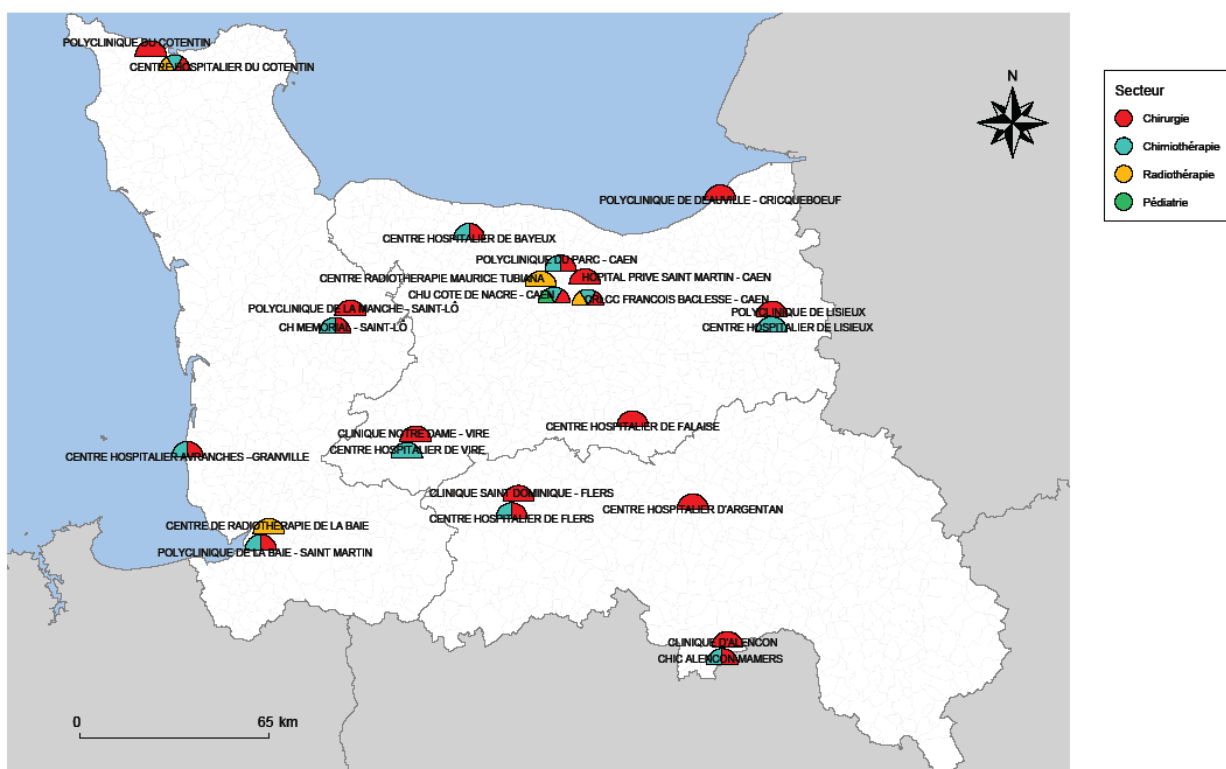 POLYCLINIQUE DU COTENTIN
CENTRE HOSPITALIER DU COTENTIN
N
Secteur
Chirurgie
Chimiothérapie
Radiothérapie
Pédiatrie
POLYCLINIQUE DE DEAUVILLE - CRICQUEBOEUF
CENTRE HOSPITALIER DE BAYEUX
POLYCLINIQUE DU PARC - CAEN
CENTRE RADIOTHERAPIE MAURICE TUBIANA
HOPITAL PRIVE SAINT MARTIN - CAEN
CHU COTE DE NACRE - CAEN
CRLCC FRANCOIS BACLESSE - CAEN
POLYCLINIQUE DE LA MANCHE - SAINT-LÔ
POLYCLINIQUE DE LISIEUX
CH MEMORIAL - SAINT-LÔ
CENTRE HOSPITALIER DE LISIEUX
CENTRE HOSPITALIER DE FALAISE
CLINIQUE NOTRE DAME - VIRE
CENTRE HOSPITALIER DE VIRE
CENTRE HOSPITALIER AVRANCHES -GRANVILLE
CLINIQUE SAINT DOMINIQUE - FLERS
CENTRE HOSPITALIER D'ARGENTAN
CENTRE HOSPITALIER DE FLERS
CENTRE DE RADIOTHERAPIE DE LA BAIE
POLYCLINIQUE DE LA BAIE - SAINT MARTIN
CLINIQUE D'ALENCON
CHIC ALENCON-MAMERS
0 65 km